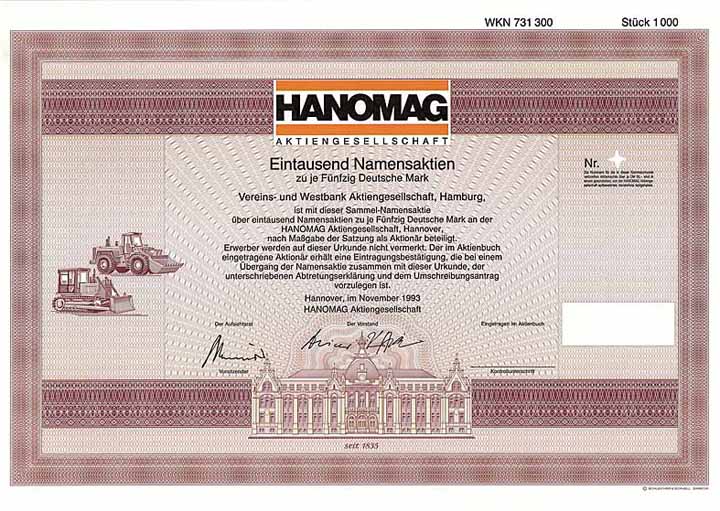 WKN 731 300 Stück 1000
HANOMAG
AKTIENGESELLSCHAFT
Eintausend Namensaktien
zu je Fünfzig Deutsche Mark
Nr.
Vereins- und Westbank Aktiengesellschaft, Hamburg,
ist mit dieser Sammel-Namensaktie
über eintausend Namensaktien zu je Fünfzig Deutsche Mark an der
HANOMAG Aktiengesellschaft, Hannover,
nach Maßgabe der Satzung als Aktionär beteiligt.
Erwerber werden auf dieser Urkunde nicht vermerkt. Der im Aktienbuch
eingetragene Aktionär erhält eine Eintragungsbestätigung, die bei einem
Übergang der Namensaktie zusammen mit dieser Urkunde, der
unterschriebenen Abtretungserklärung und dem Umschreibungsantrag
vorzulegen ist.
Hannover, im November 1993
HANOMAG Aktiengesellschaft
Der Aufsichtsrat Der Vorstand Eingetragen im Aktienbuch
Vorsitzender Kontrollunterschrift
seit 1835